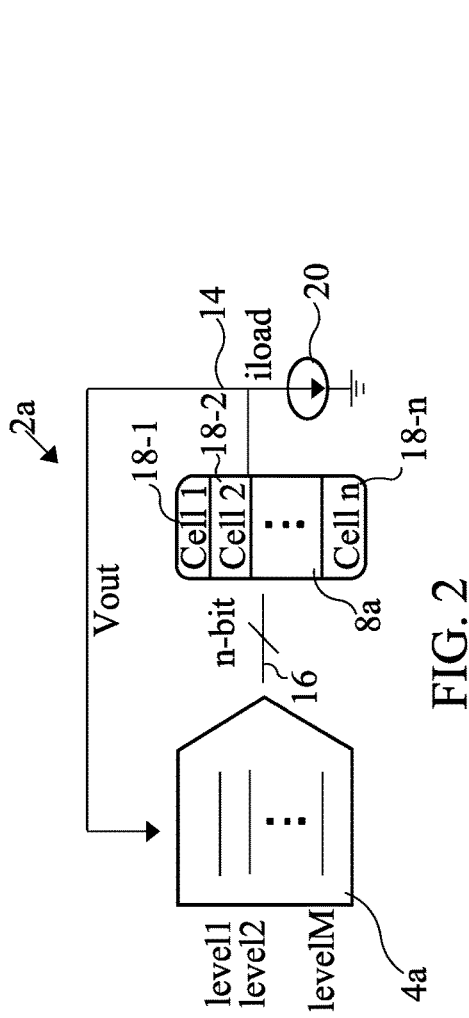 2a
Vout
14
iload
20
18-1
18-2
Cell 1
Cell 2
Cell n
18-n
8a
n-bit
16
level1
level2
levelM
4a
FIG. 2